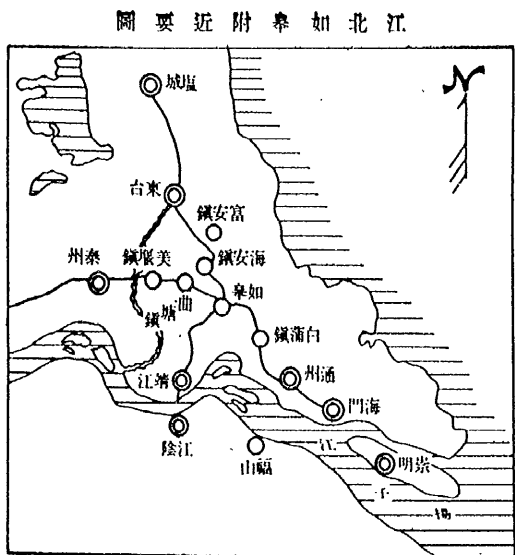 江北如皋附近要圖
N
塩城
東台
富安鎮
海安鎮
泰州
美堰鎮
曲塘鎮
如皋
白蒲鎮
靖江
通州
海門
江陰
福山
崇明
揚子江